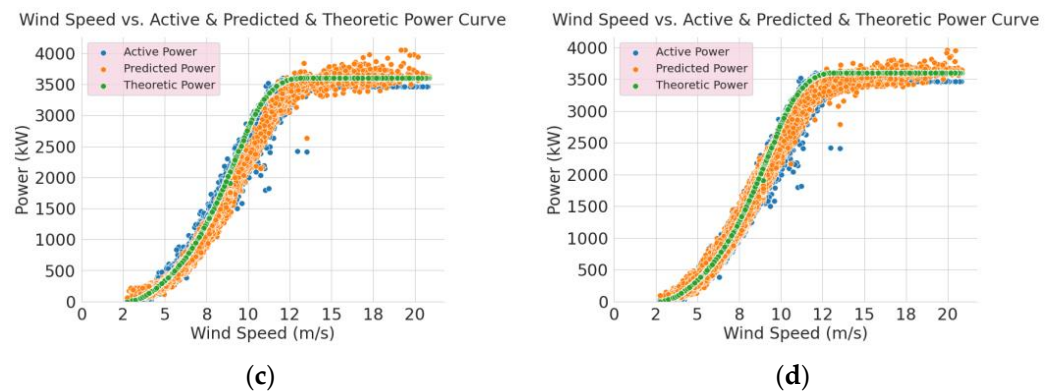 Wind Speed vs. Active & Predicted & Theoretic Power Curve
4000
3500
3000
2500
2000
1500
1000
500
0
Power (kW)
Active Power
Predicted Power
Theoretic Power
0 2 5 8 10 12 15 18 20
Wind Speed (m/s)
(c)
Wind Speed vs. Active & Predicted & Theoretic Power Curve
4000
3500
3000
2500
2000
1500
1000
500
0
Power (kW)
Active Power
Predicted Power
Theoretic Power
0 2 5 8 10 12 15 18 20
Wind Speed (m/s)
(d)